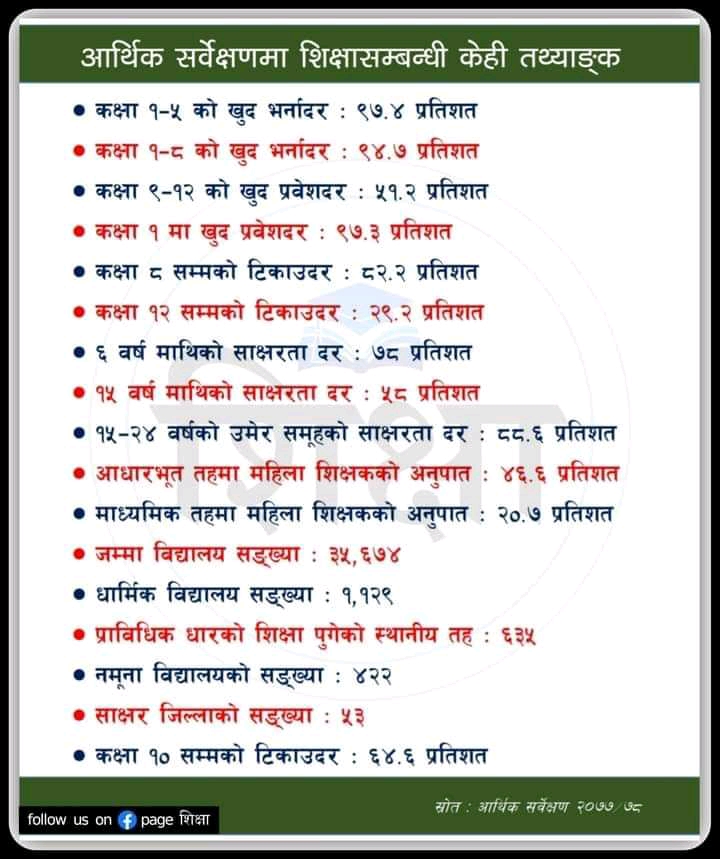 आर्थिक सर्वेक्षणमा शिक्षासम्बन्धी केही तथ्याङ्क
• कक्षा १-५ को खुद भर्नादर : ९७.४ प्रतिशत
• कक्षा १-८ को खुद भर्नादर : ९४.७ प्रतिशत
• कक्षा ९-१२ को खुद प्रवेशदर : ५१.२ प्रतिशत
• कक्षा १ मा खुद प्रवेशदर : ९७.३ प्रतिशत
• कक्षा ८ सम्मको टिकाउदर : ८२.२ प्रतिशत
• कक्षा १२ सम्मको टिकाउदर : २९.२ प्रतिशत
• ६ वर्ष माथिको साक्षरता दर : ७८ प्रतिशत
• १५ वर्ष माथिको साक्षरता दर : ५८ प्रतिशत
• १५-२४ वर्षको उमेर समूहको साक्षरता दर : ८८.६ प्रतिशत
• आधारभूत तहमा महिला शिक्षकको अनुपात : ४६.६ प्रतिशत
• माध्यमिक तहमा महिला शिक्षकको अनुपात : २०.७ प्रतिशत
• जम्मा विद्यालय सङ्ख्या : ३५,६७४
• धार्मिक विद्यालय सङ्ख्या : १,१२९
• प्राविधिक धारको शिक्षा पुगेको स्थानीय तह : ६३५
• नमूना विद्यालयको सङ्ख्या : ४२२
• साक्षर जिल्लाको सङ्ख्या : ५३
• कक्षा १० सम्मको टिकाउदर : ६४.६ प्रतिशत
शिक्षा
स्रोत : आर्थिक सर्वेक्षण २०७७/७८
follow us on page शिक्षा